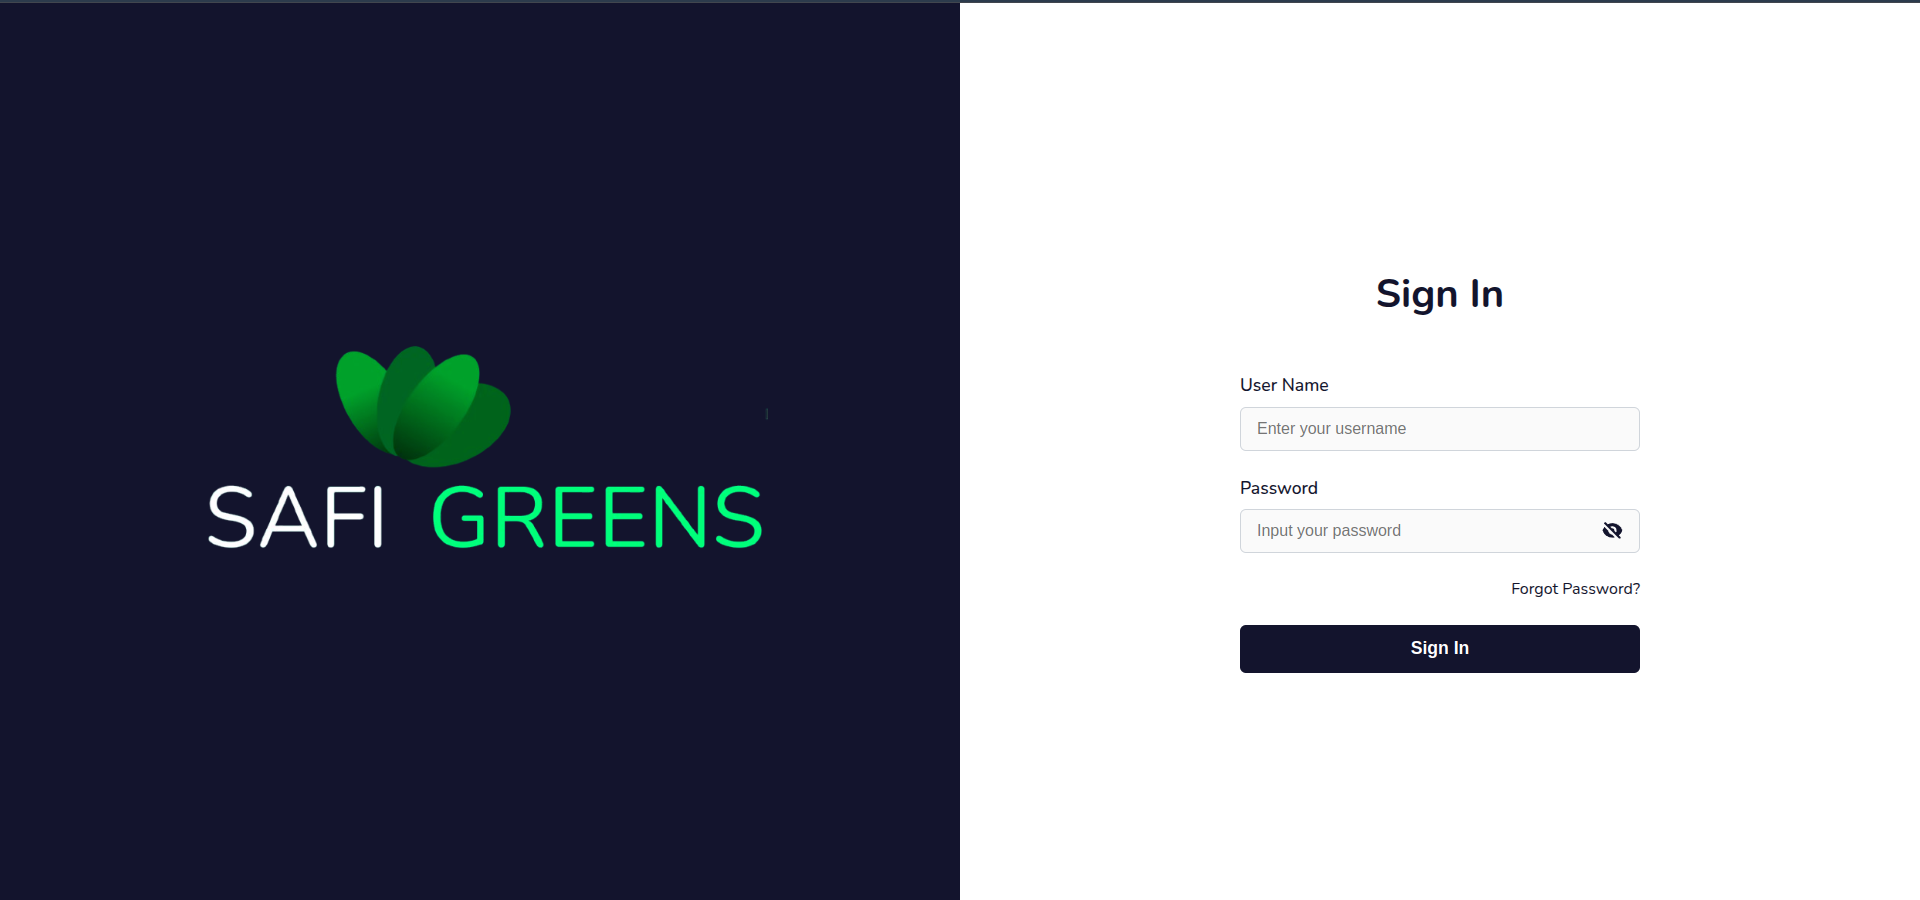 SAFI GREENS
Sign In
User Name
Enter your username
Password
Input your password
Forgot Password?
Sign In